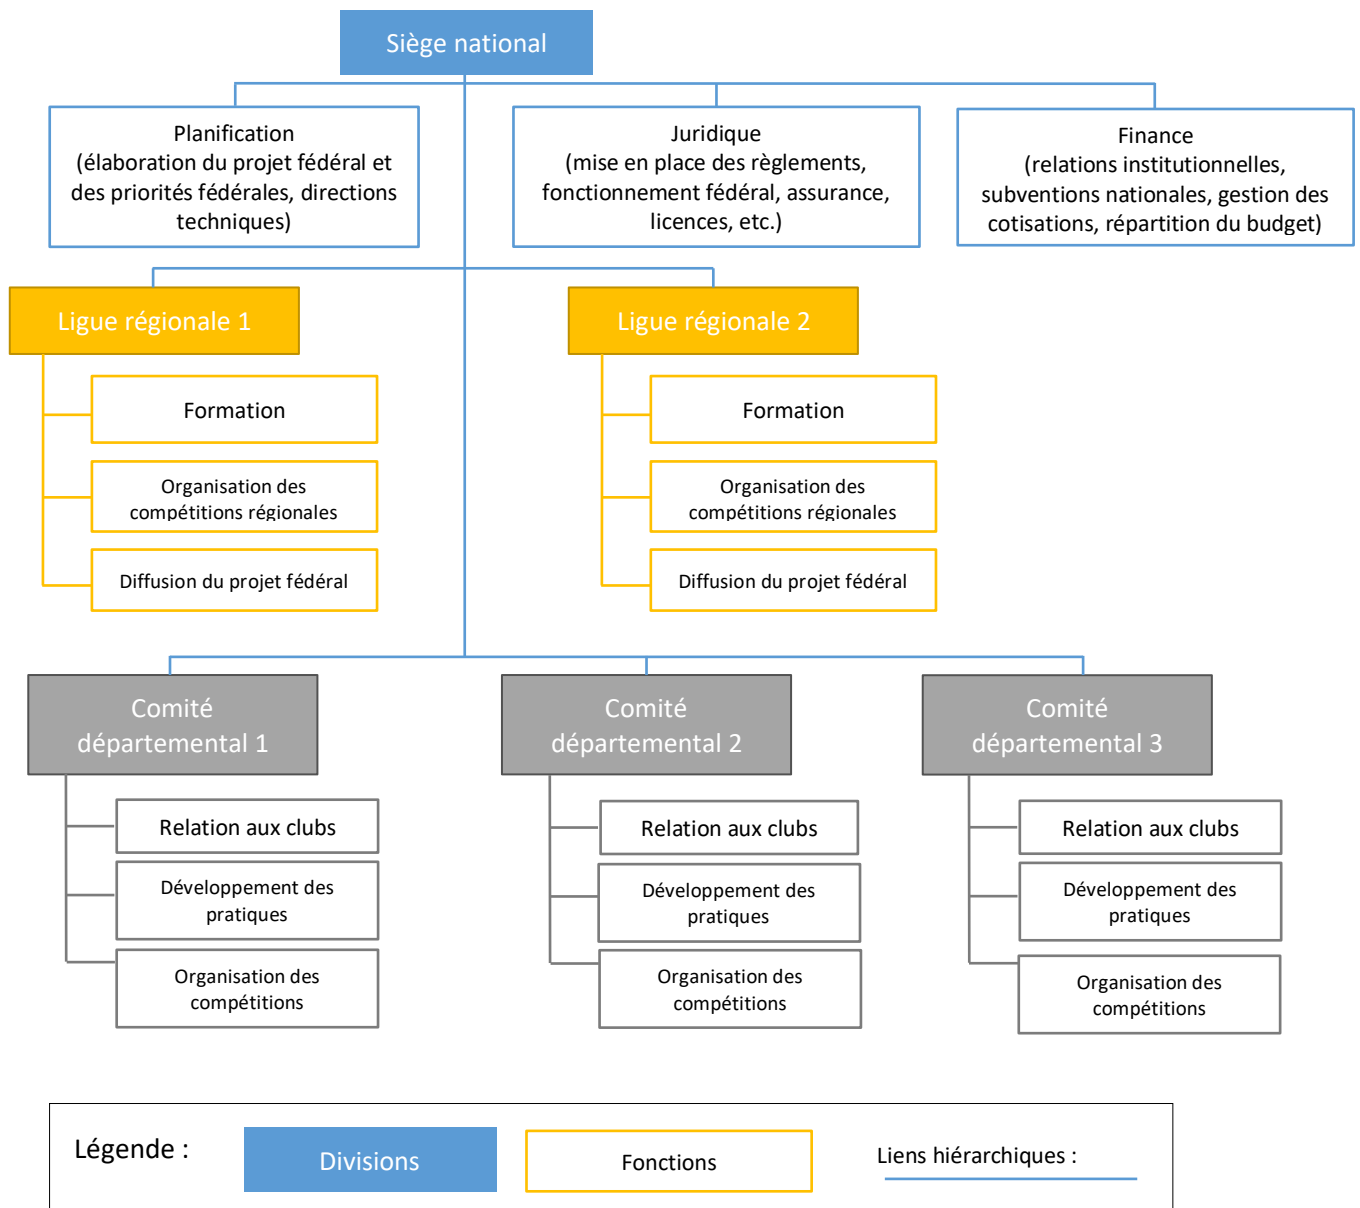 Siège national
Planification
(élaboration du projet fédéral et
des priorités fédérales, directions
techniques)
Juridique
(mise en place des règlements,
fonctionnement fédéral, assurance,
licences, etc.)
Finance
(relations institutionnelles,
subventions nationales, gestion des
cotisations, répartition du budget)
Ligue régionale 1
Formation
Organisation des
compétitions régionales
Diffusion du projet fédéral
Ligue régionale 2
Formation
Organisation des
compétitions régionales
Diffusion du projet fédéral
Comité
départemental 1
Relation aux clubs
Développement des
pratiques
Organisation des
compétitions
Comité
départemental 2
Relation aux clubs
Développement des
pratiques
Organisation des
compétitions
Comité
départemental 3
Relation aux clubs
Développement des
pratiques
Organisation des
compétitions
Légende :
Divisions
Fonctions
Liens hiérarchiques :